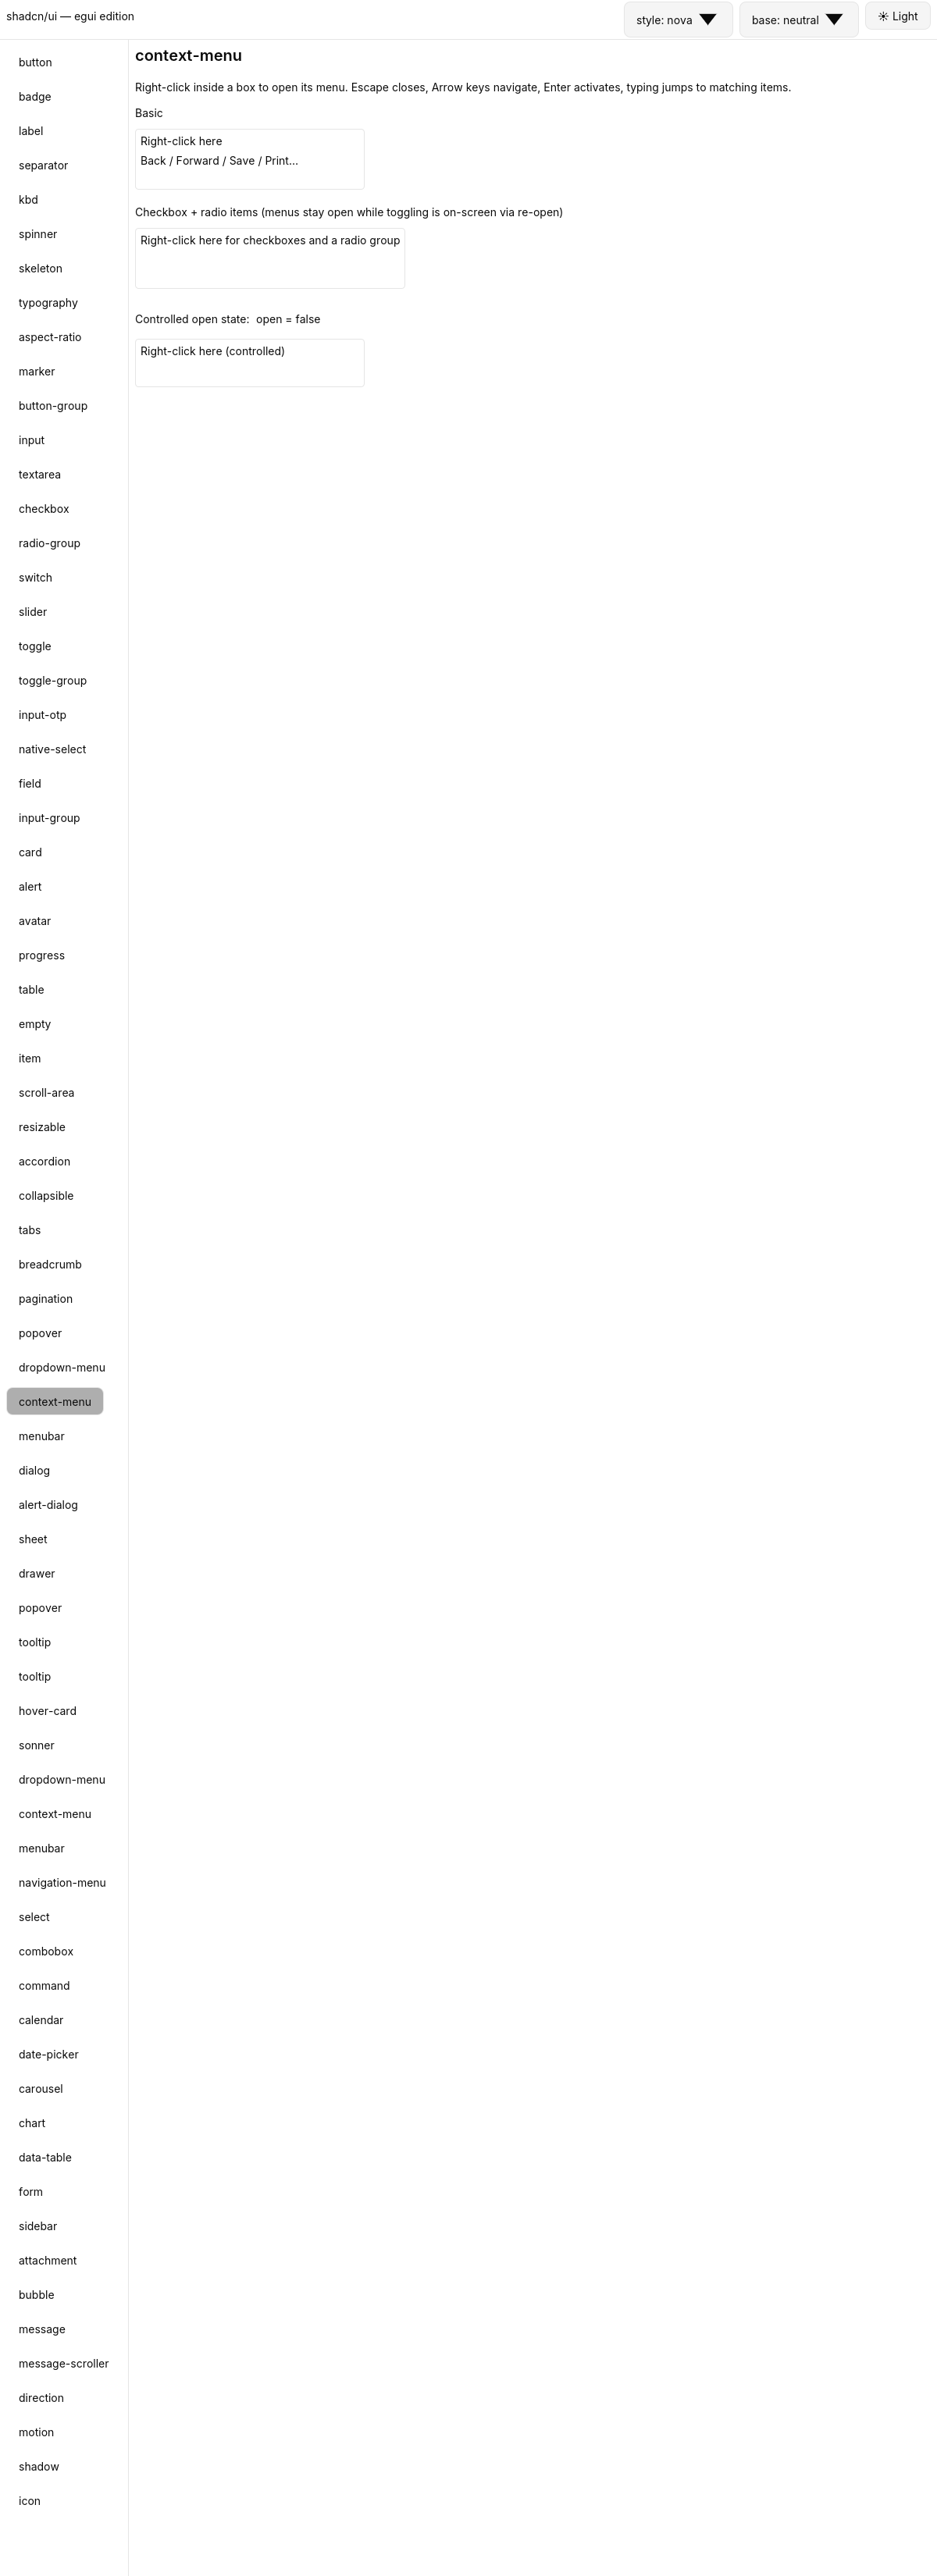 shadcn/ui — egui edition
style: nova
base: neutral
☀ Light
button
badge
label
separator
kbd
spinner
skeleton
typography
aspect-ratio
marker
button-group
input
textarea
checkbox
radio-group
switch
slider
toggle
toggle-group
input-otp
native-select
field
input-group
card
alert
avatar
progress
table
empty
item
scroll-area
resizable
accordion
collapsible
tabs
breadcrumb
pagination
popover
dropdown-menu
context-menu
menubar
dialog
alert-dialog
sheet
drawer
popover
tooltip
tooltip
hover-card
sonner
dropdown-menu
context-menu
menubar
navigation-menu
select
combobox
command
calendar
date-picker
carousel
chart
data-table
form
sidebar
attachment
bubble
message
message-scroller
direction
motion
shadow
icon
context-menu
Right-click inside a box to open its menu. Escape closes, Arrow keys navigate, Enter activates, typing jumps to matching items.
Basic
Right-click here
Back / Forward / Save / Print...
Checkbox + radio items (menus stay open while toggling is on-screen via re-open)
Right-click here for checkboxes and a radio group
Controlled open state: open = false
Right-click here (controlled)